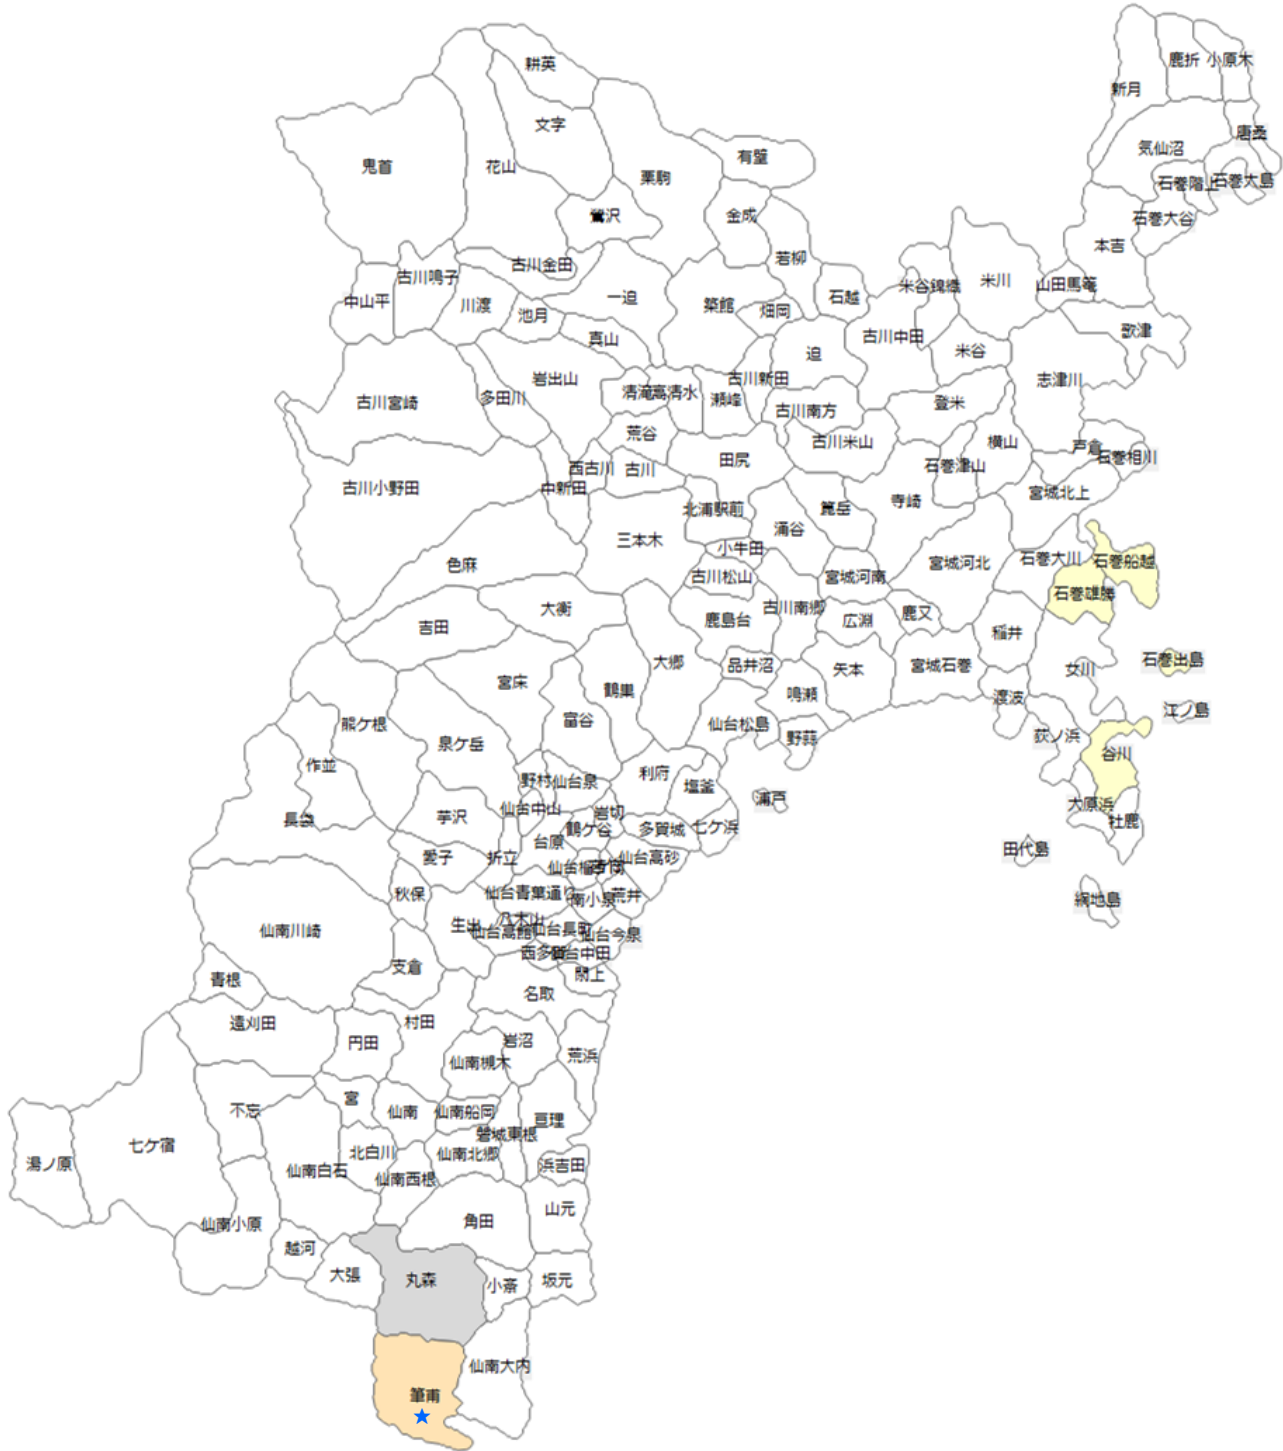 耕英
鹿折
小原木
新月
文字
唐桑
気仙沼
有壁
鬼首
花山
栗駒
石巻階上
石巻大島
鶯沢
金成
石巻大谷
本吉
若柳
古川金田
古川鳴子
米谷錦織
米川
山田馬篭
中山平
川渡
池月
一迫
築館
畑岡
石越
古川中田
歌津
真山
追
米谷
岩出山
古川新田
志津川
古川宮崎
多田川
清滝
高清水
瀬峰
古川南方
登米
荒谷
古川米山
横山
戸倉
石巻相川
西古川
古川
田尻
石巻津山
古川小野田
中新田
宮城北上
北浦駅前
箟岳
寺崎
三本木
小牛田
涌谷
色麻
古川松山
宮城河南
宮城河北
石巻大川
石巻船越
石巻雄勝
大衡
古川南郷
吉田
鹿島台
広淵
鹿又
稲井
大郷
品井沼
矢本
宮城石巻
女川
石巻出島
宮床
鶴巣
鳴瀬
渡波
江ノ島
熊ケ根
富谷
仙台松島
野蒜
荻ノ浜
泉ケ岳
谷川
作並
野村
仙台泉
利府
塩釜
浦戸
仙台中山
岩切
大原浜
長袋
芋沢
鶴ケ谷
多賀城
七ケ浜
牡鹿
台原
愛子
折立
仙台高砂
田代島
秋保
仙台青葉通り
南小泉
荒井
網地島
仙南川崎
生出
八木山
仙台高館
仙台長町
仙台今泉
西多賀
仙台中田
支倉
青根
閖上
名取
遠刈田
村田
円田
岩沼
荒浜
仙南槻木
宮
不忘
仙南
仙南船岡
亘理
磐城東根
七ケ宿
北白川
仙南北郷
湯ノ原
仙南白石
仙南西根
浜吉田
仙南小原
角田
山元
越河
大張
丸森
小斎
坂元
仙南大内
筆甫